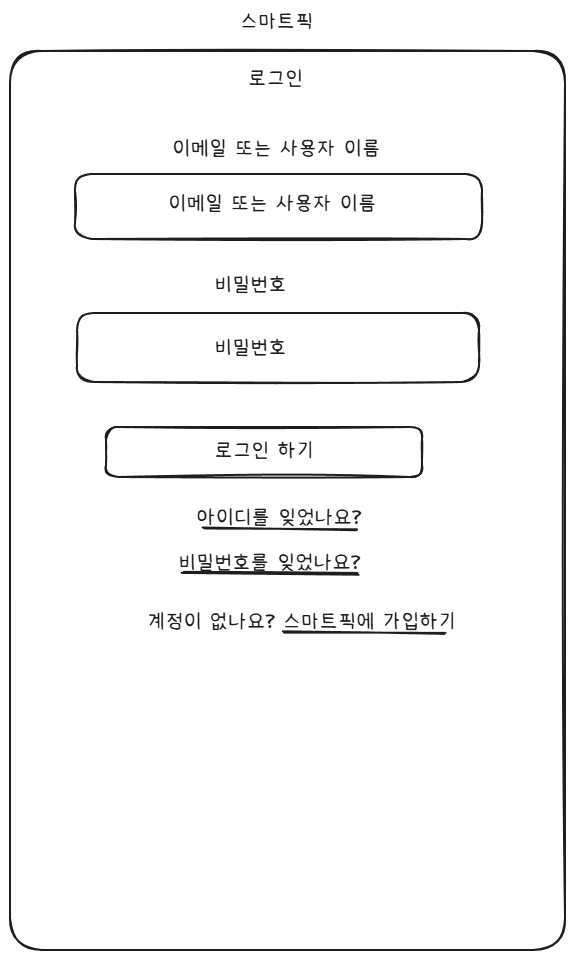 스마트픽
로그인
이메일 또는 사용자 이름
이메일 또는 사용자 이름
비밀번호
비밀번호
로그인 하기
아이디를 잊었나요?
비밀번호를 잊었나요?
계정이 없나요? 스마트픽에 가입하기